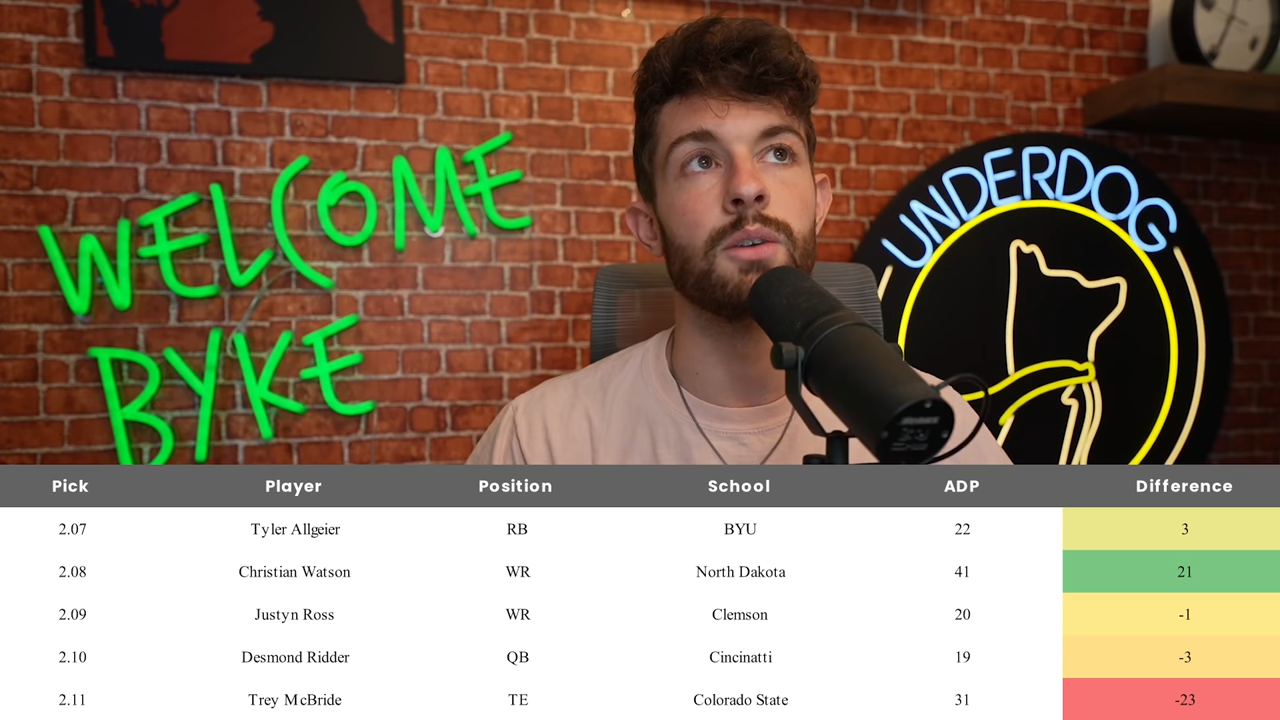 WELCOME
BYKE
UNDERDOG
Pick Player Position School ADP Difference
2.07 Tyler Allgeier RB BYU 22 3
2.08 Christian Watson WR North Dakota 41 21
2.09 Justyn Ross WR Clemson 20 -1
2.10 Desmond Ridder QB Cincinatti 19 -3
2.11 Trey McBride TE Colorado State 31 -23